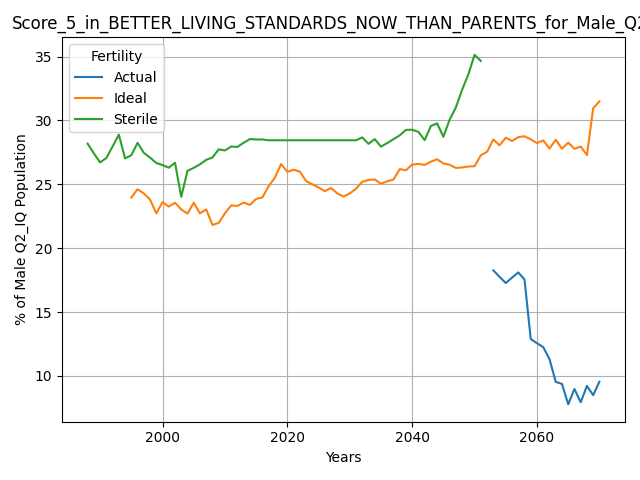 Score_5_in_BETTER_LIVING_STANDARDS_NOW_THAN_PARENTS_for_Male_Q2
Fertility
Actual
Ideal
Sterile
% of Male Q2_IQ Population
35
30
25
20
15
10
2000
2020
2040
2060
Years